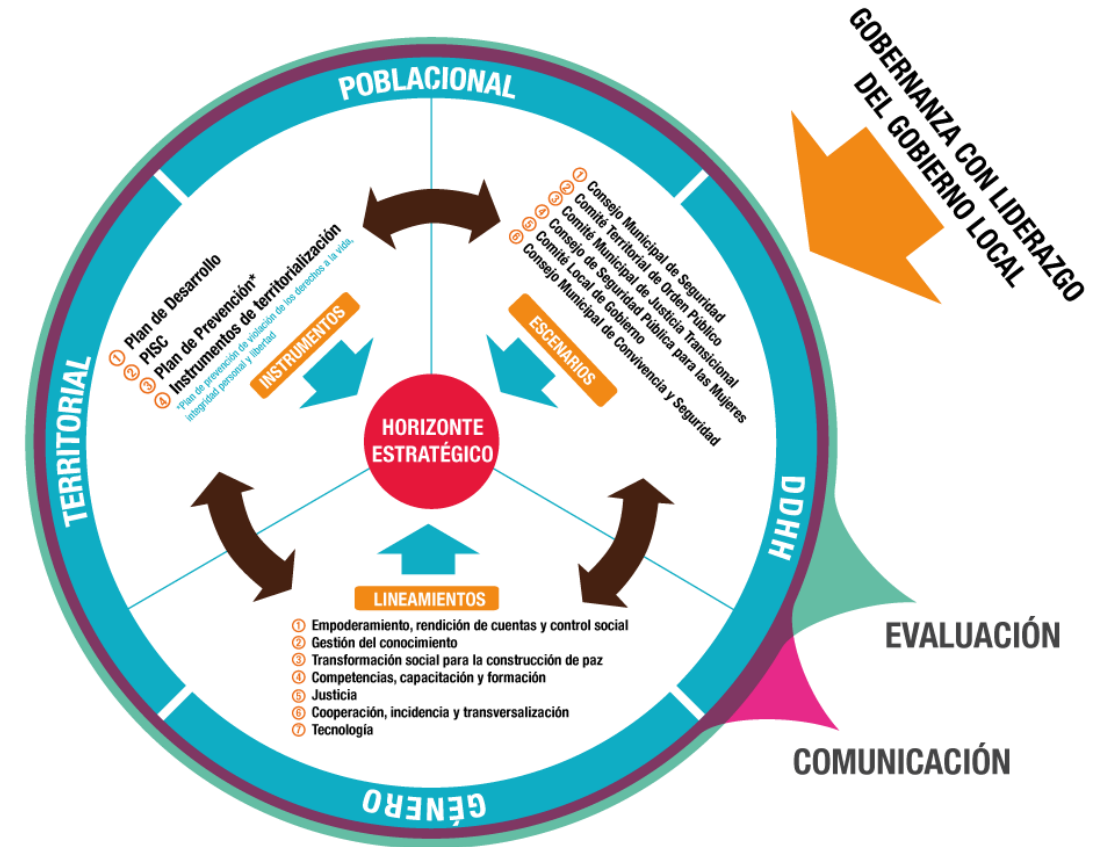 POBLACIONAL
GOBERNANZA CON LIDERAZGO
DEL GOBIERNO LOCAL
TERRITORIAL
① Plan de Desarrollo
② PISC
③ Plan de Prevención*
④ Instrumentos de territorialización
*Plan de prevención de violación de los derechos a la vida,
integridad personal y libertad
INSTRUMENTOS
① Consejo Municipal de Seguridad
② Comité Territorial de Orden Público
③ Comité Municipal de Justicia Transicional
④ Consejo de Seguridad Pública para las Mujeres
⑤ Comité Local de Gobierno
⑥ Consejo Municipal de Convivencia y Seguridad
ESCENARIOS
HORIZONTE
ESTRATÉGICO
DDHH
LINEAMIENTOS
① Empoderamiento, rendición de cuentas y control social
② Gestión del conocimiento
③ Transformación social para la construcción de paz
④ Competencias, capacitación y formación
⑤ Justicia
⑥ Cooperación, incidencia y transversalización
⑦ Tecnología
EVALUACIÓN
COMUNICACIÓN
GÉNERO